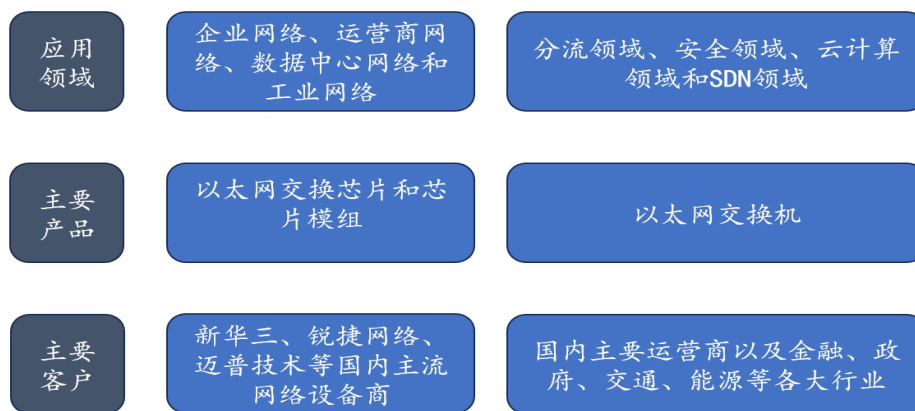 应用
领域
企业网络、运营商网
络、数据中心网络和
工业网络
分流领域、安全领域、云计算
领域和SDN领域
主要
产品
以太网交换芯片和芯
片模组
以太网交换机
主要
客户
新华三、锐捷网络、
迈普技术等国内主流
网络设备商
国内主要运营商以及金融、政
府、交通、能源等各大行业